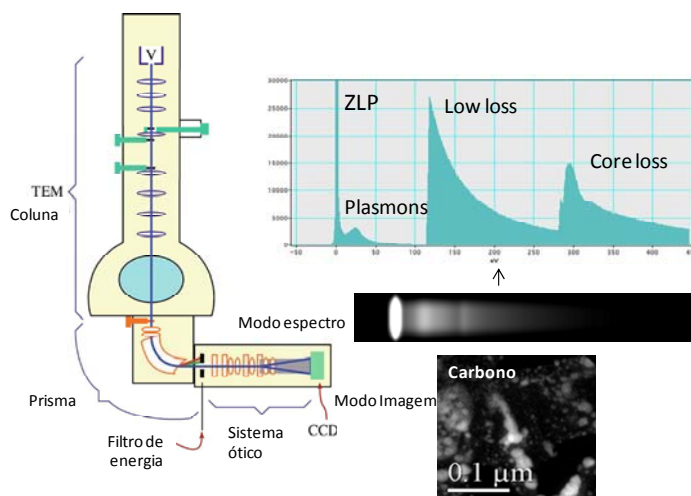 V
TEM
Coluna
Prisma
Filtro de
energia
Sistema
ótico
CCD
Modo espectro
Modo Imagem
ZLP
Plasmons
Low loss
Core loss
30000
25000
20000
15000
10000
5000
0
-50 0 50 100 150 200 250 300 350 400
eV
Carbono
0.1 µm